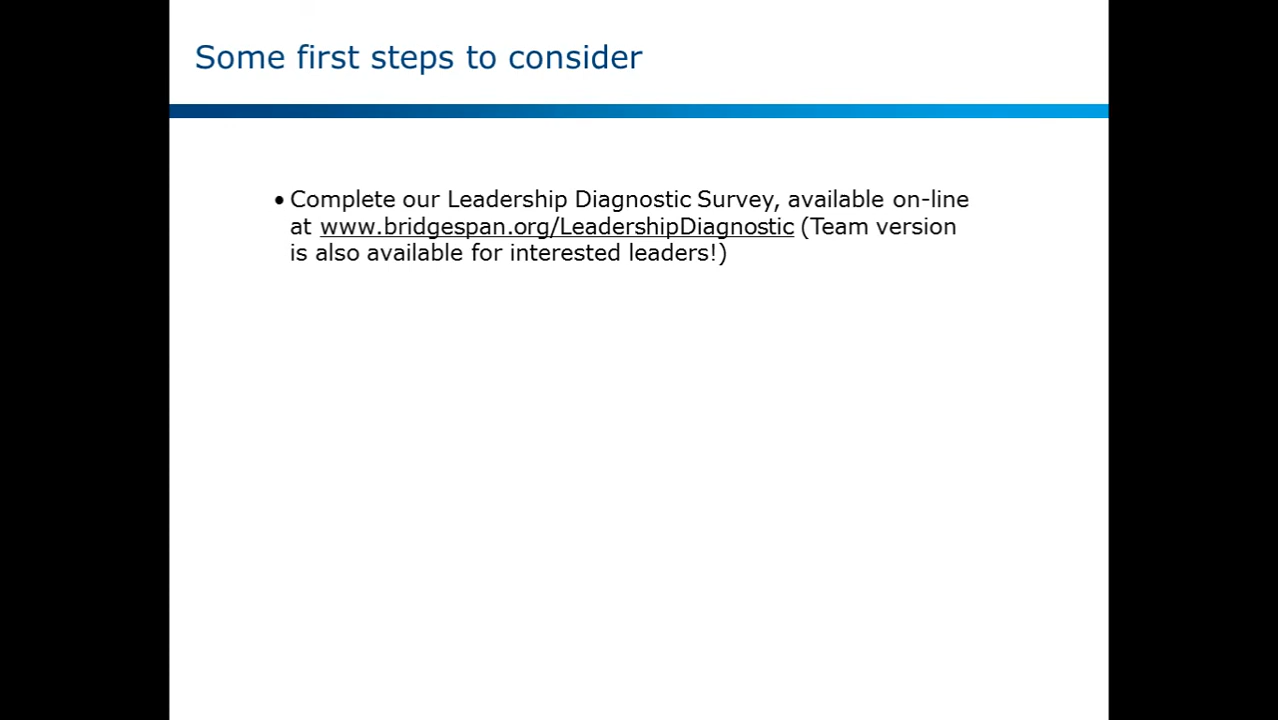 Some first steps to consider
• Complete our Leadership Diagnostic Survey, available on-line
at www.bridgespan.org/LeadershipDiagnostic (Team version
is also available for interested leaders!)